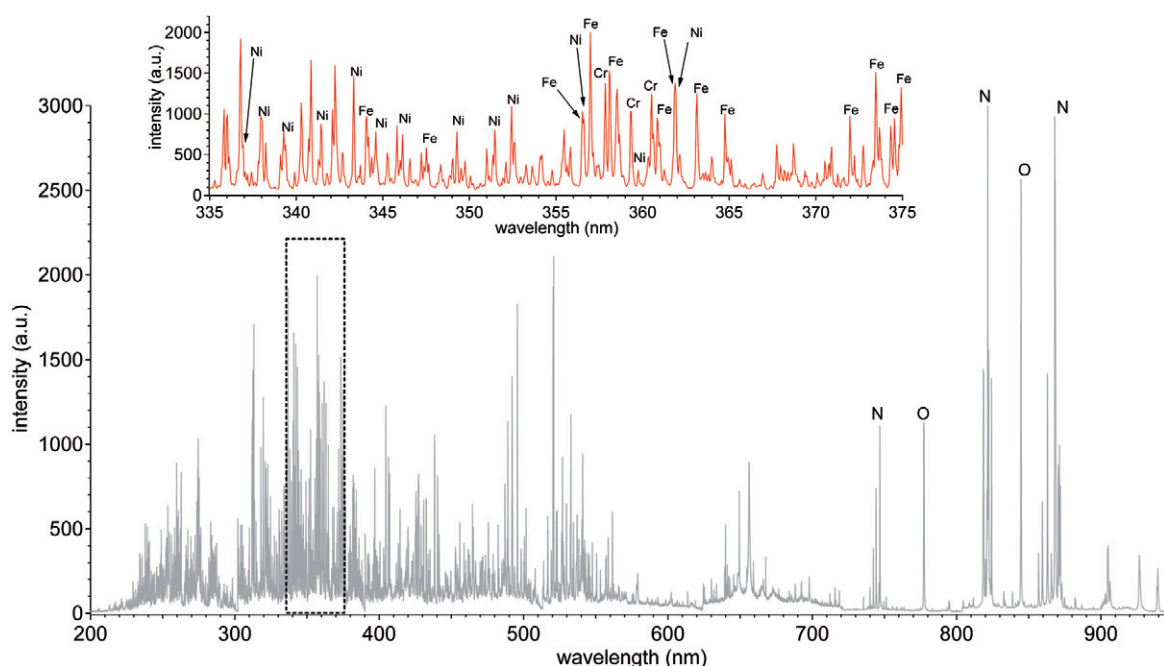 Fe
Ni
Fe
Ni
Ni
Fe
Fe
Cr
Fe
Ni
Fe
Cr
Fe
Cr
Fe
Fe
Fe
Ni
Ni
Ni
Fe
Ni
Ni
Ni
Fe
Ni
Ni
Ni
Fe
Fe
2000
1500
1000
500
0
intensity (a.u.)
335 340 345 350 355 360 365 370 375
wavelength (nm)
N
N
O
N
O
3000
2500
2000
1500
1000
500
0
intensity (a.u.)
200 300 400 500 600 700 800 900
wavelength (nm)